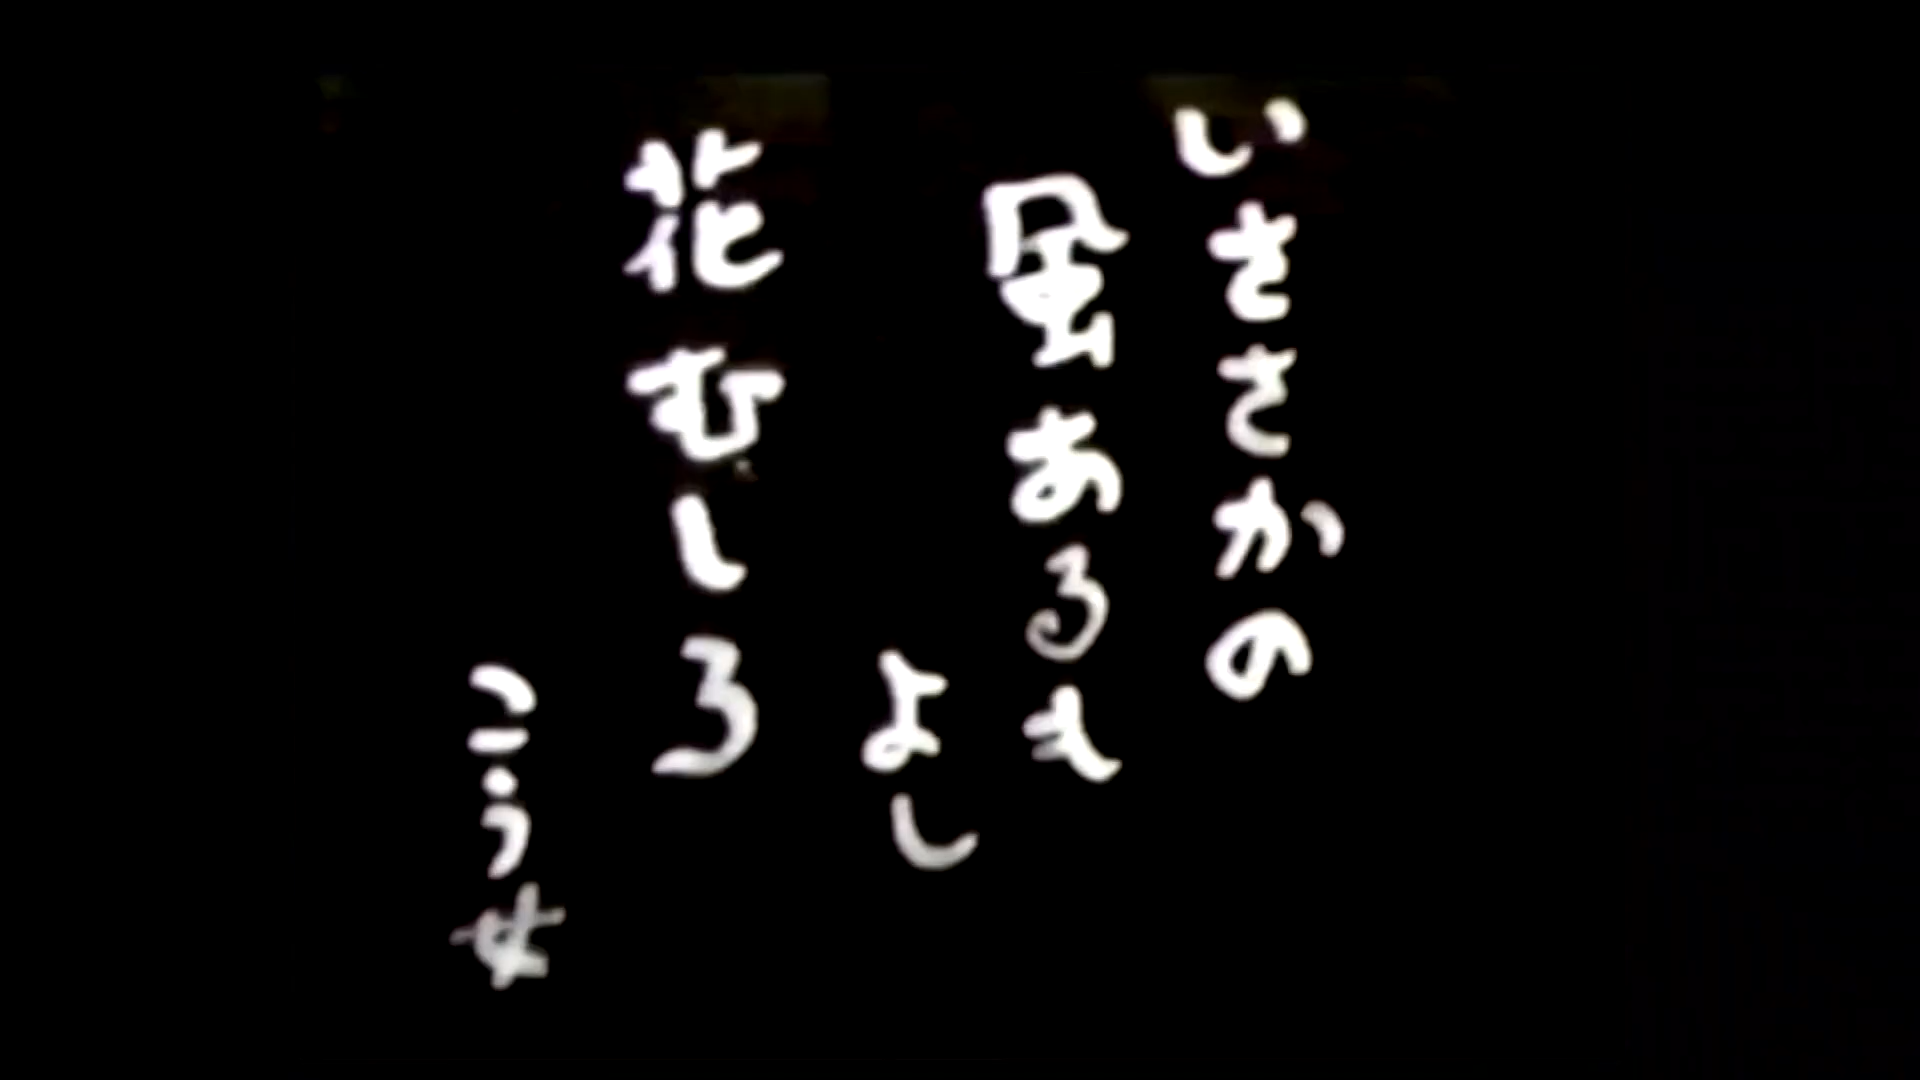 いささかの
風あるも
よし
花むしろ
こう女